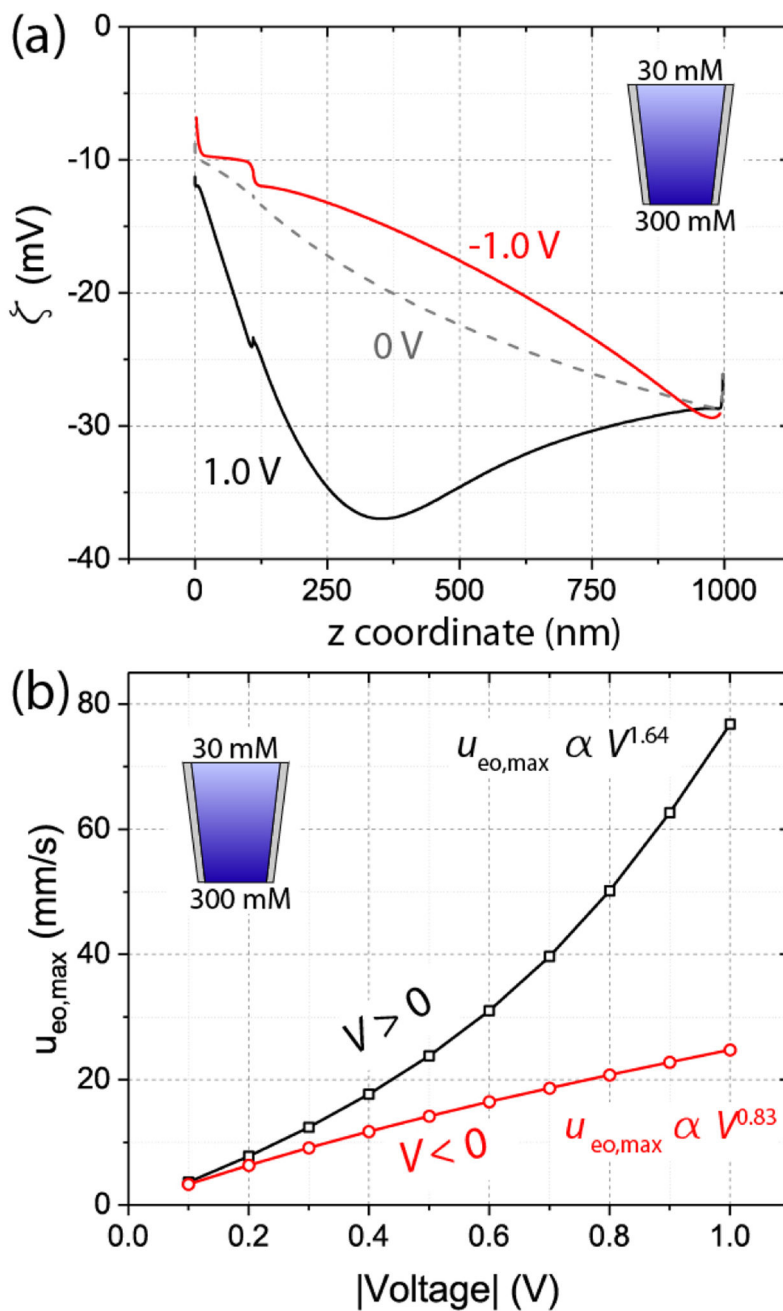 (a)
0
-10
-20
-30
-40
ζ (mV)
30 mM
300 mM
-1.0 V
0 V
1.0 V
0 250 500 750 1000
z coordinate (nm)
(b)
80
60
40
20
0
u_eo,max (mm/s)
30 mM
300 mM
u_eo,max α V^1.64
V > 0
V < 0
u_eo,max α V^0.83
0.0 0.2 0.4 0.6 0.8 1.0
|Voltage| (V)